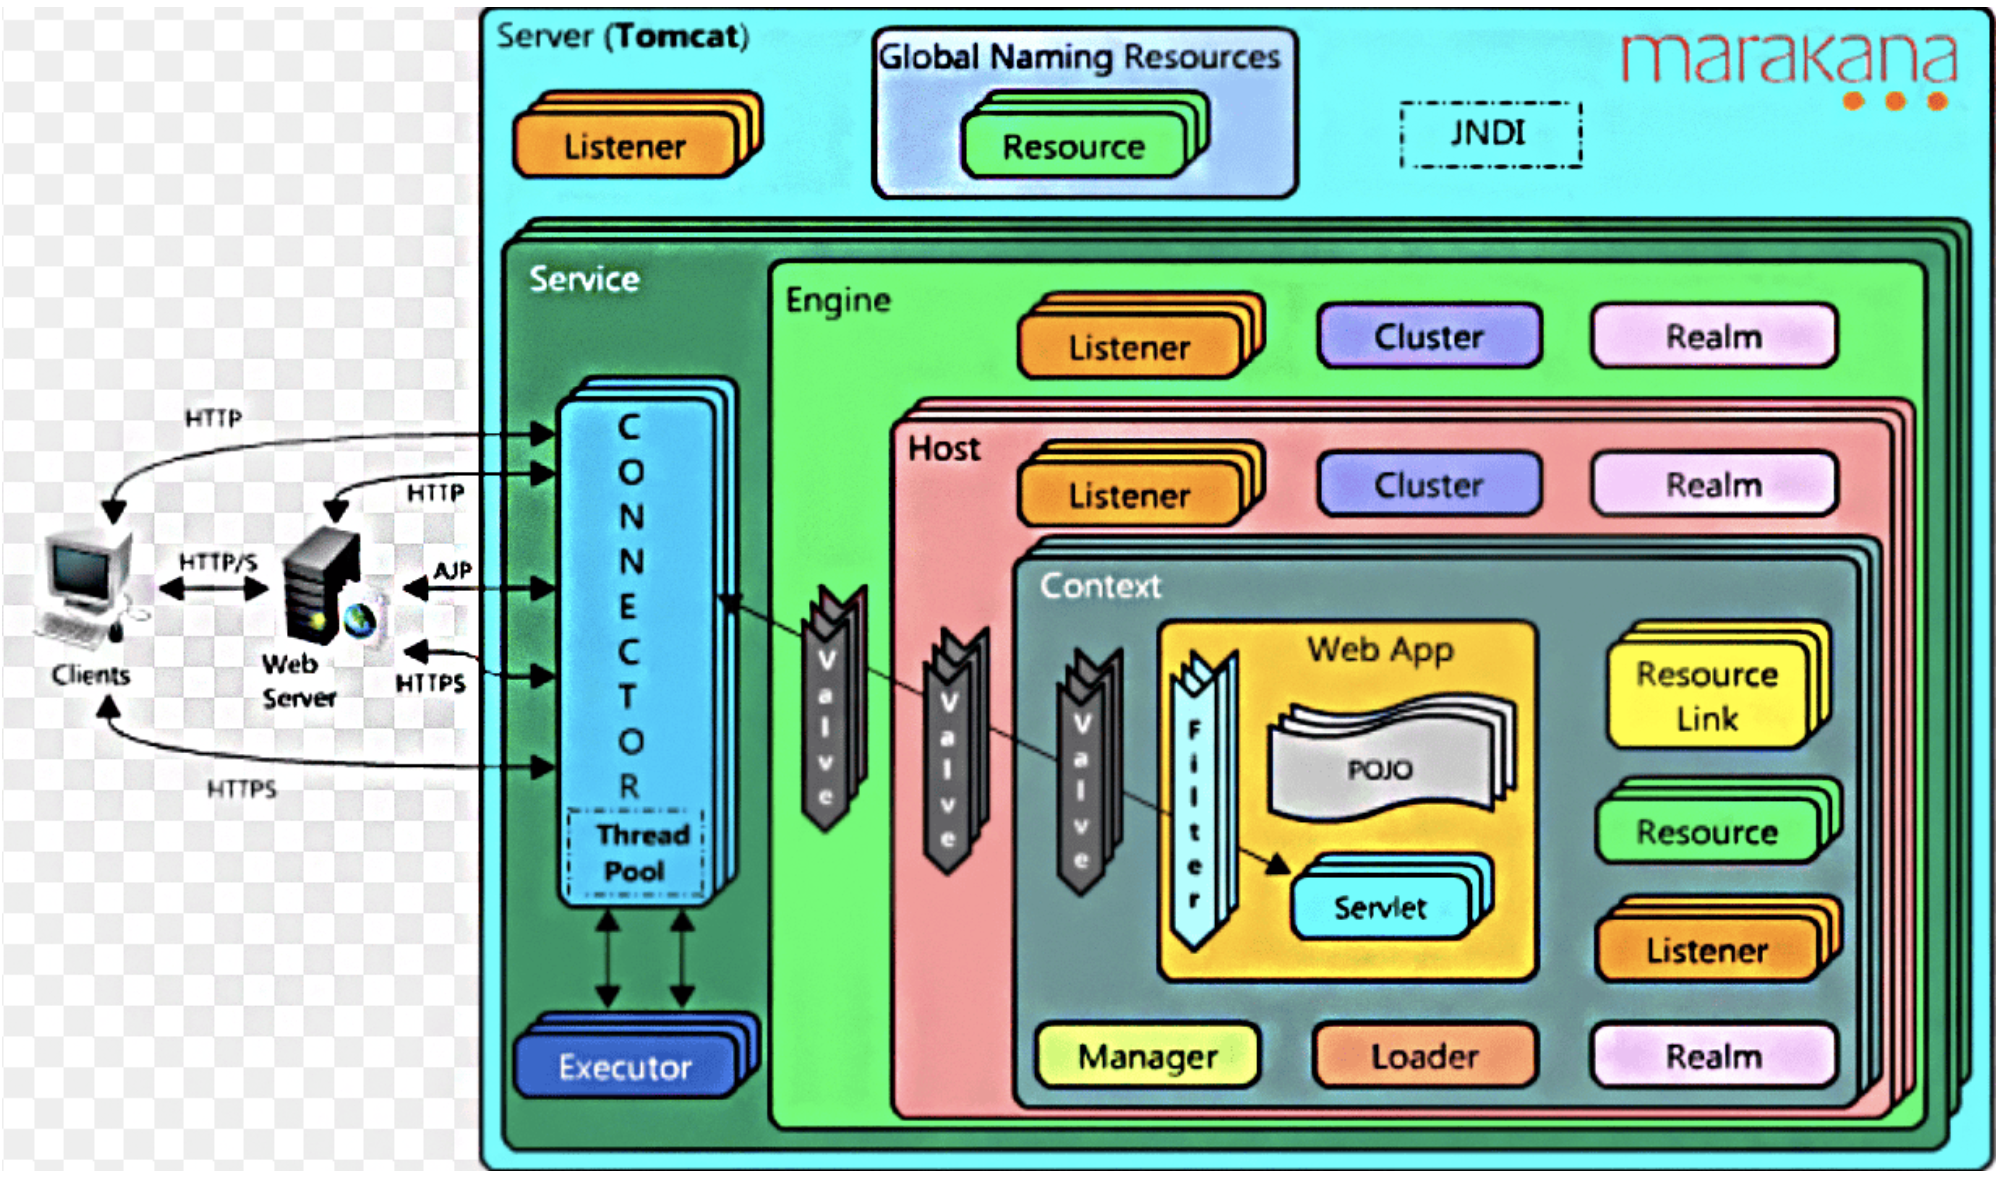 Server (Tomcat)
Global Naming Resources
marakana
Listener
Resource
JNDI
Service
Engine
Listener
Cluster
Realm
Host
Listener
Cluster
Realm
Context
Web App
HTTP
HTTP
HTTP/S
AJP
HTTPS
HTTPS
Clients
Web
Server
CONNECTOR
Thread
Pool
Executor
Valve
Valve
Valve
Filter
POJO
Servlet
Resource
Link
Resource
Listener
Manager
Loader
Realm